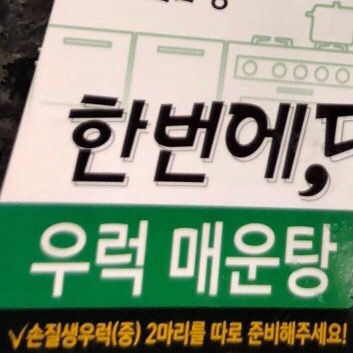 한번에,
우럭 매운탕
✓손질생우럭(중) 2마리를 따로 준비해주세요!